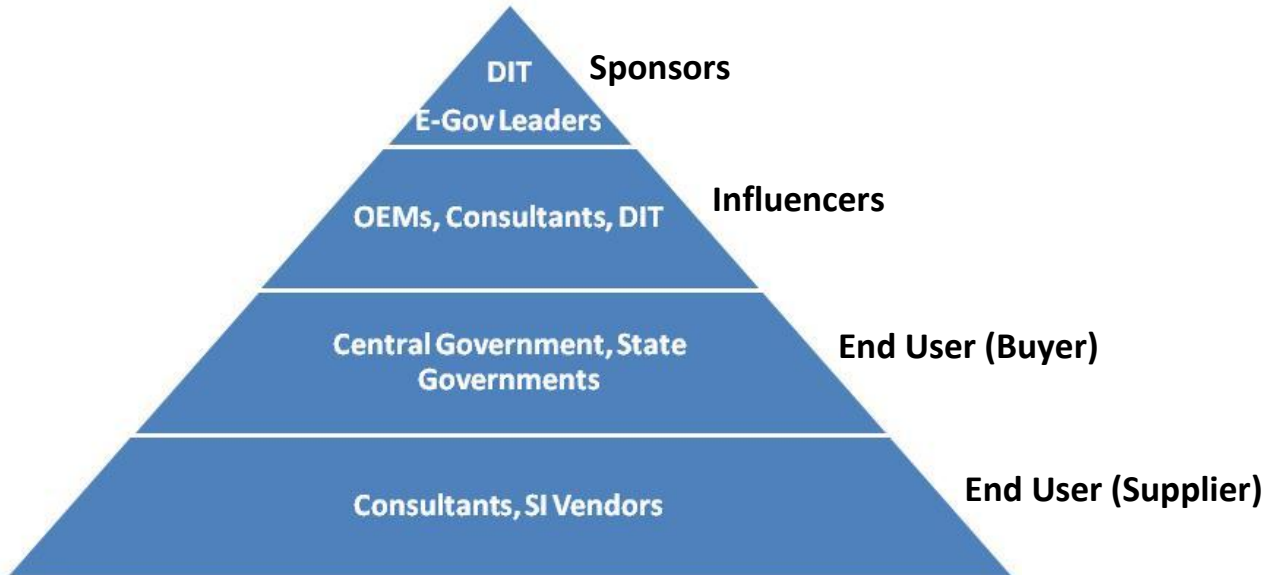 DIT
Sponsors
E-Gov Leaders
OEMs, Consultants, DIT
Influencers
Central Government, State
Governments
End User (Buyer)
Consultants, SI Vendors
End User (Supplier)